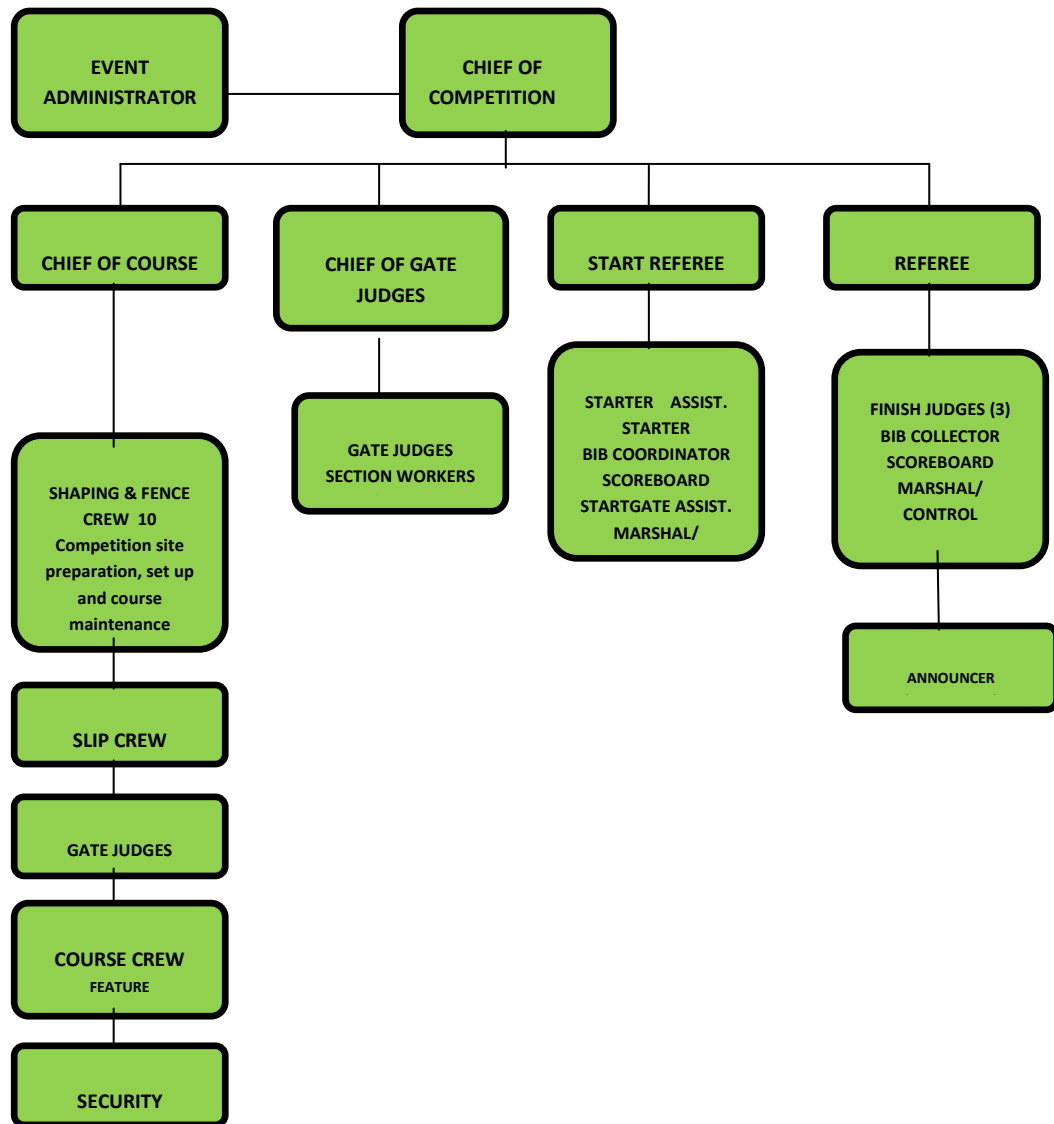 EVENT
ADMINISTRATOR
CHIEF OF
COMPETITION
CHIEF OF COURSE
CHIEF OF GATE
JUDGES
START REFEREE
REFEREE
SHAPING & FENCE
CREW 10
Competition site
preparation, set up
and course
maintenance
GATE JUDGES
SECTION WORKERS
STARTER ASSIST.
STARTER
BIB COORDINATOR
SCOREBOARD
STARTGATE ASSIST.
MARSHAL/
FINISH JUDGES (3)
BIB COLLECTOR
SCOREBOARD
MARSHAL/
CONTROL
ANNOUNCER
SLIP CREW
GATE JUDGES
COURSE CREW
FEATURE
SECURITY